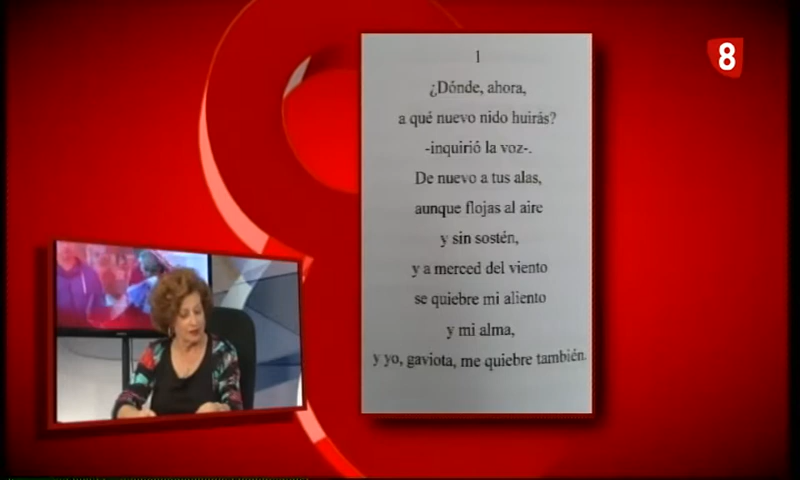 8
1
¿Dónde, ahora,
a qué nuevo nido huirás?
-inquirió la voz-.
De nuevo a tus alas,
aunque flojas al aire
y sin sostén,
y a merced del viento
se quiebre mi aliento
y mi alma,
y yo, gaviota, me quiebre también.